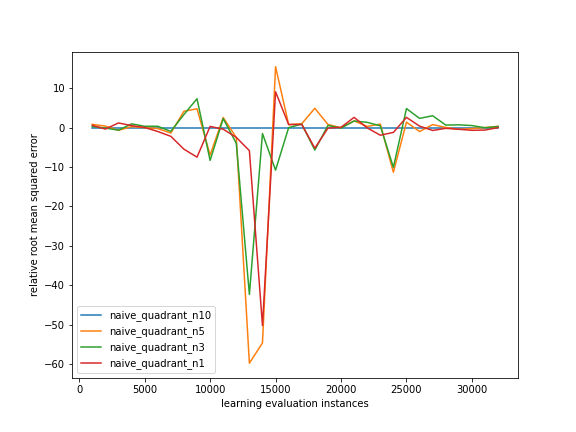 10
0
−10
−20
−30
−40
−50
−60
relative root mean squared error
naive_quadrant_n10
naive_quadrant_n5
naive_quadrant_n3
naive_quadrant_n1
0 5000 10000 15000 20000 25000 30000
learning evaluation instances